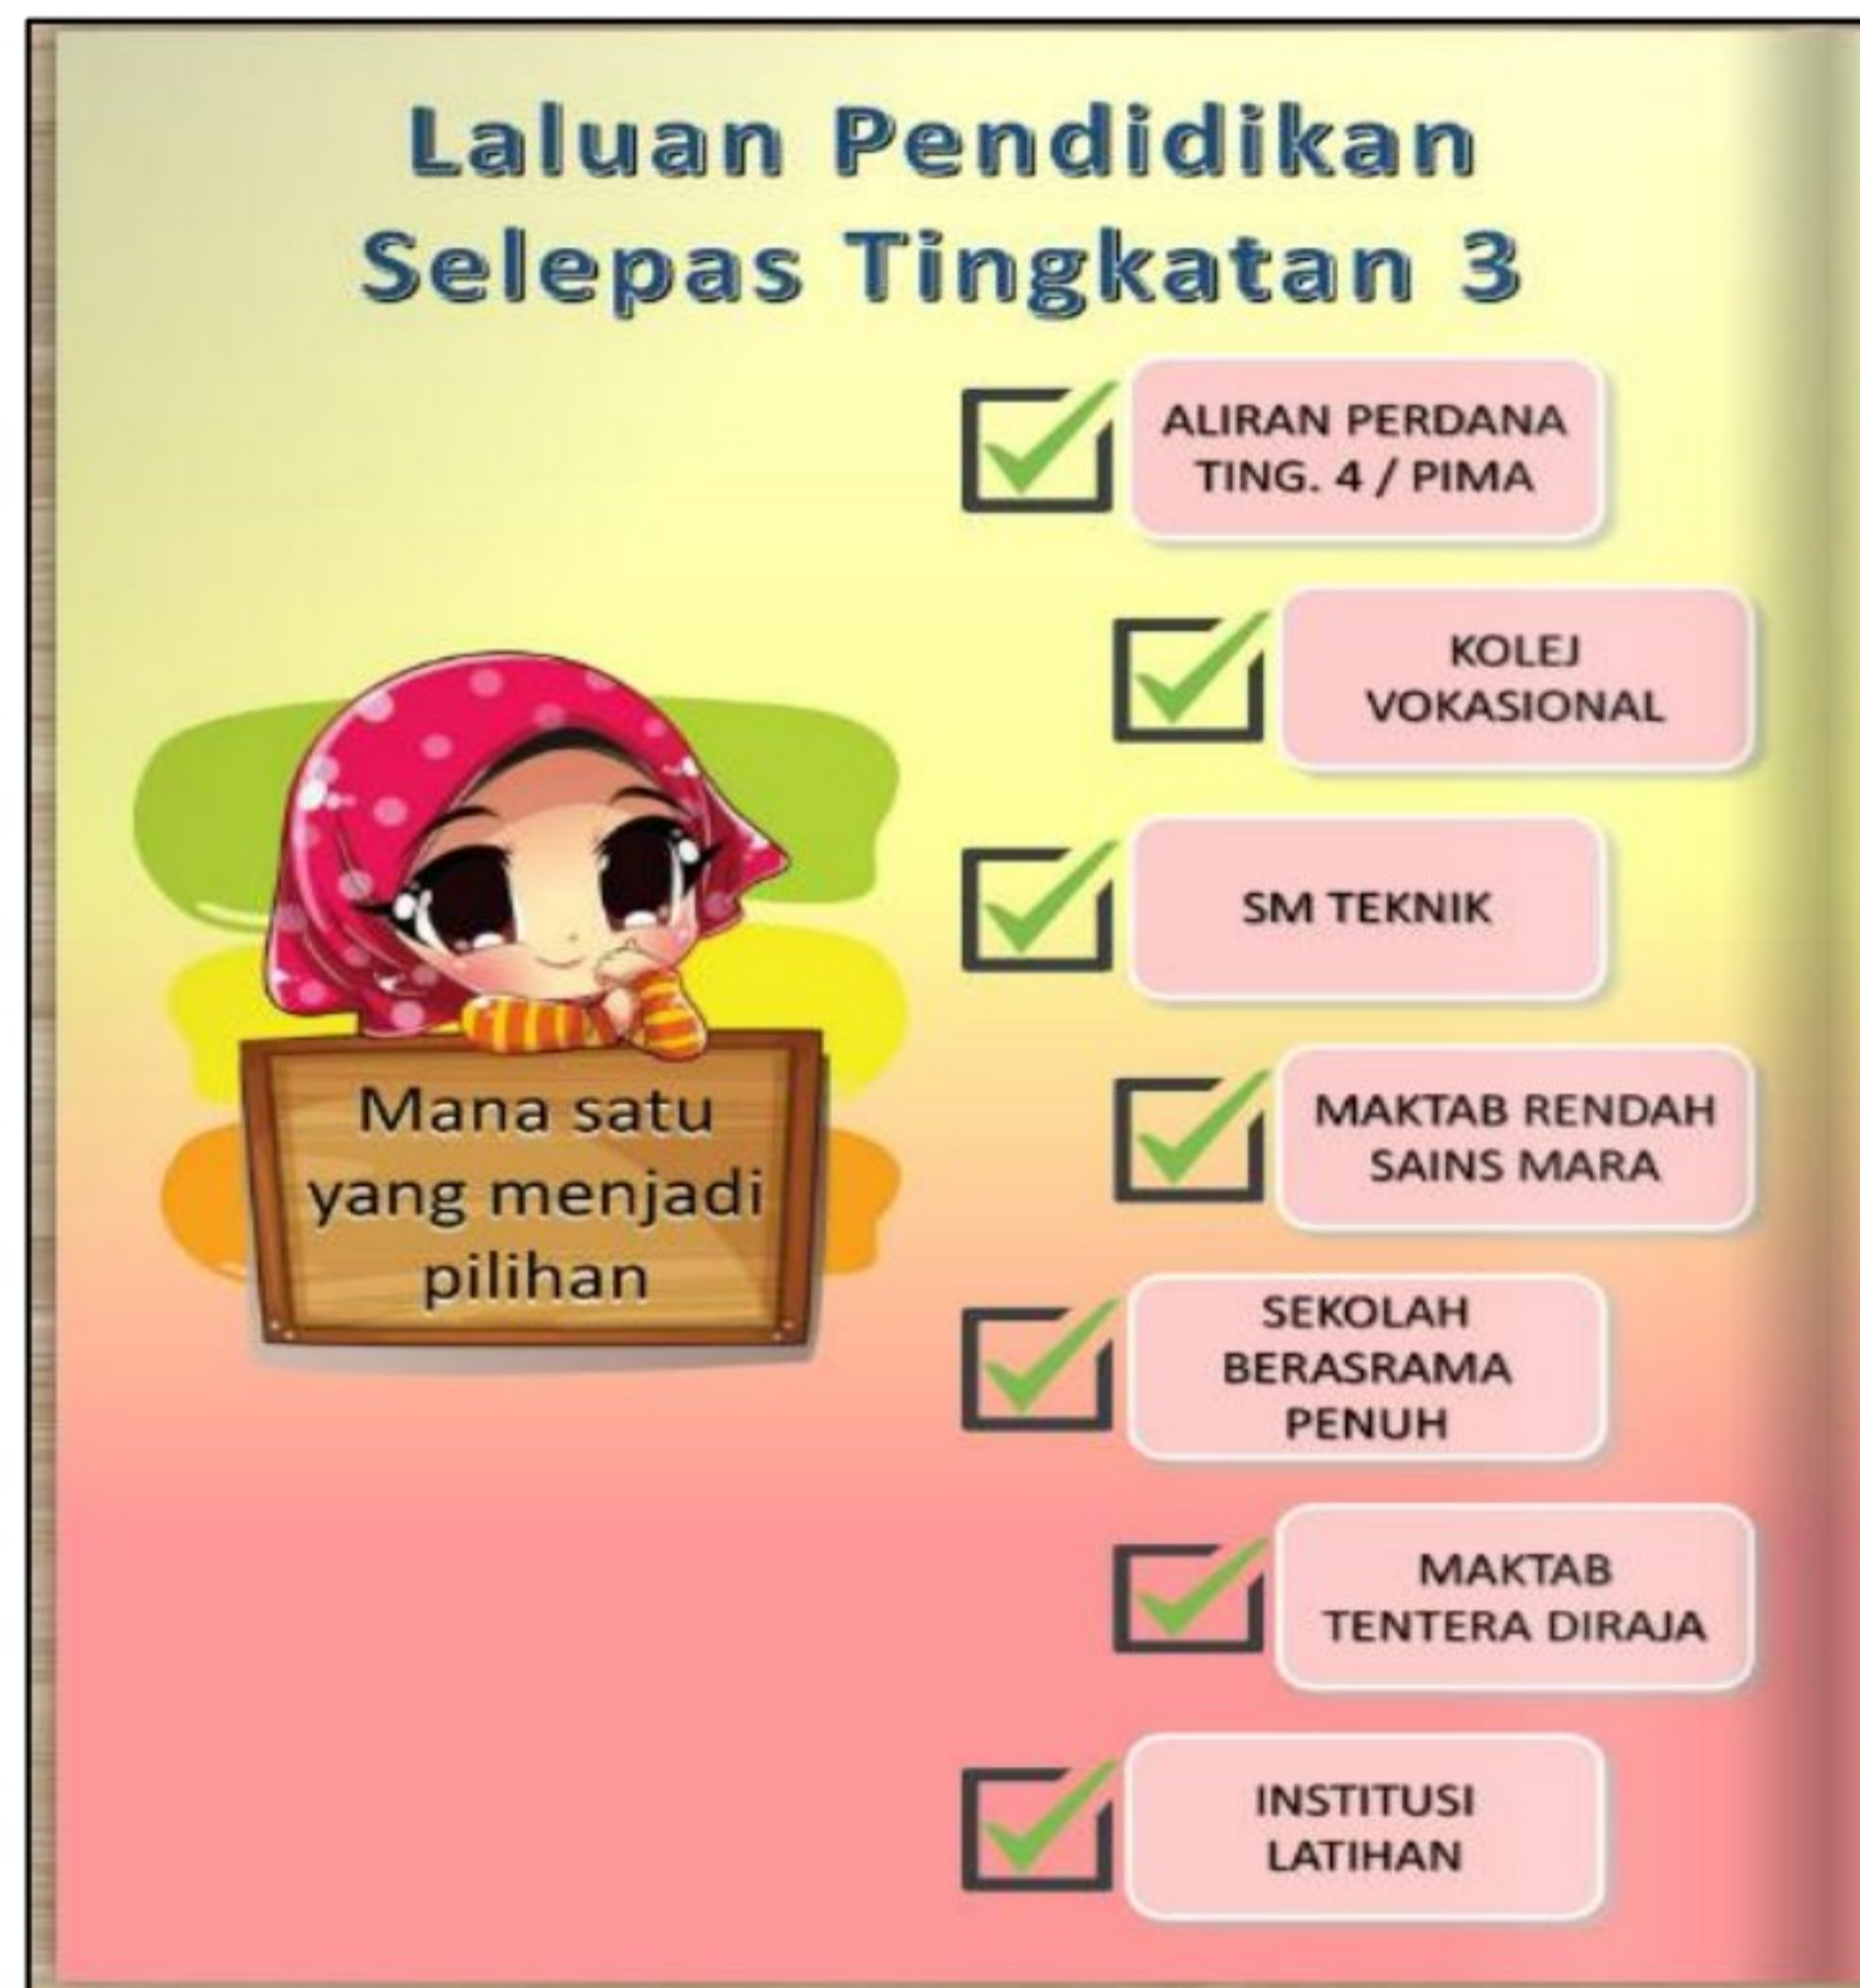 Laluan Pendidikan
Selepas Tingkatan 3
ALIRAN PERDANA
TING. 4 / PIMA
KOLEJ
VOKASIONAL
SM TEKNIK
MAKTAB RENDAH
SAINS MARA
SEKOLAH
BERASRAMA
PENUH
MAKTAB
TENTERA DIRAJA
INSTITUSI
LATIHAN
Mana satu
yang menjadi
pilihan